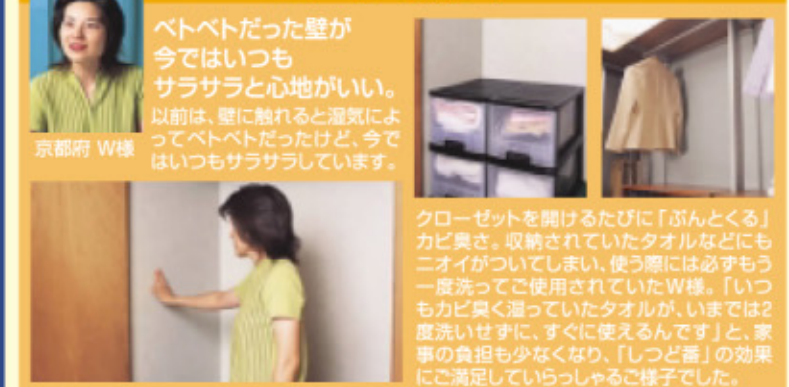 ベトベトだった壁が
今ではいつも
サラサラと心地がいい。
以前は、壁に触れると湿気によ
ってベトベトだったけど、今で
はいつもサラサラしています。
京都府 W様
クローゼットを開けるたびに「ぷんとくる」
カビ臭さ。収納されていたタオルなどにも
ニオイがついてしまい、使う際には必ずもう
一度洗ってご使用されていたW様。「いつ
もカビ臭く湿っていたタオルが、いまでは2
度洗いせずに、すぐに使えるんです」と、家
事の負担も少なくなり、「しつど番」の効果
にご満足していらっしゃるご様子でした。